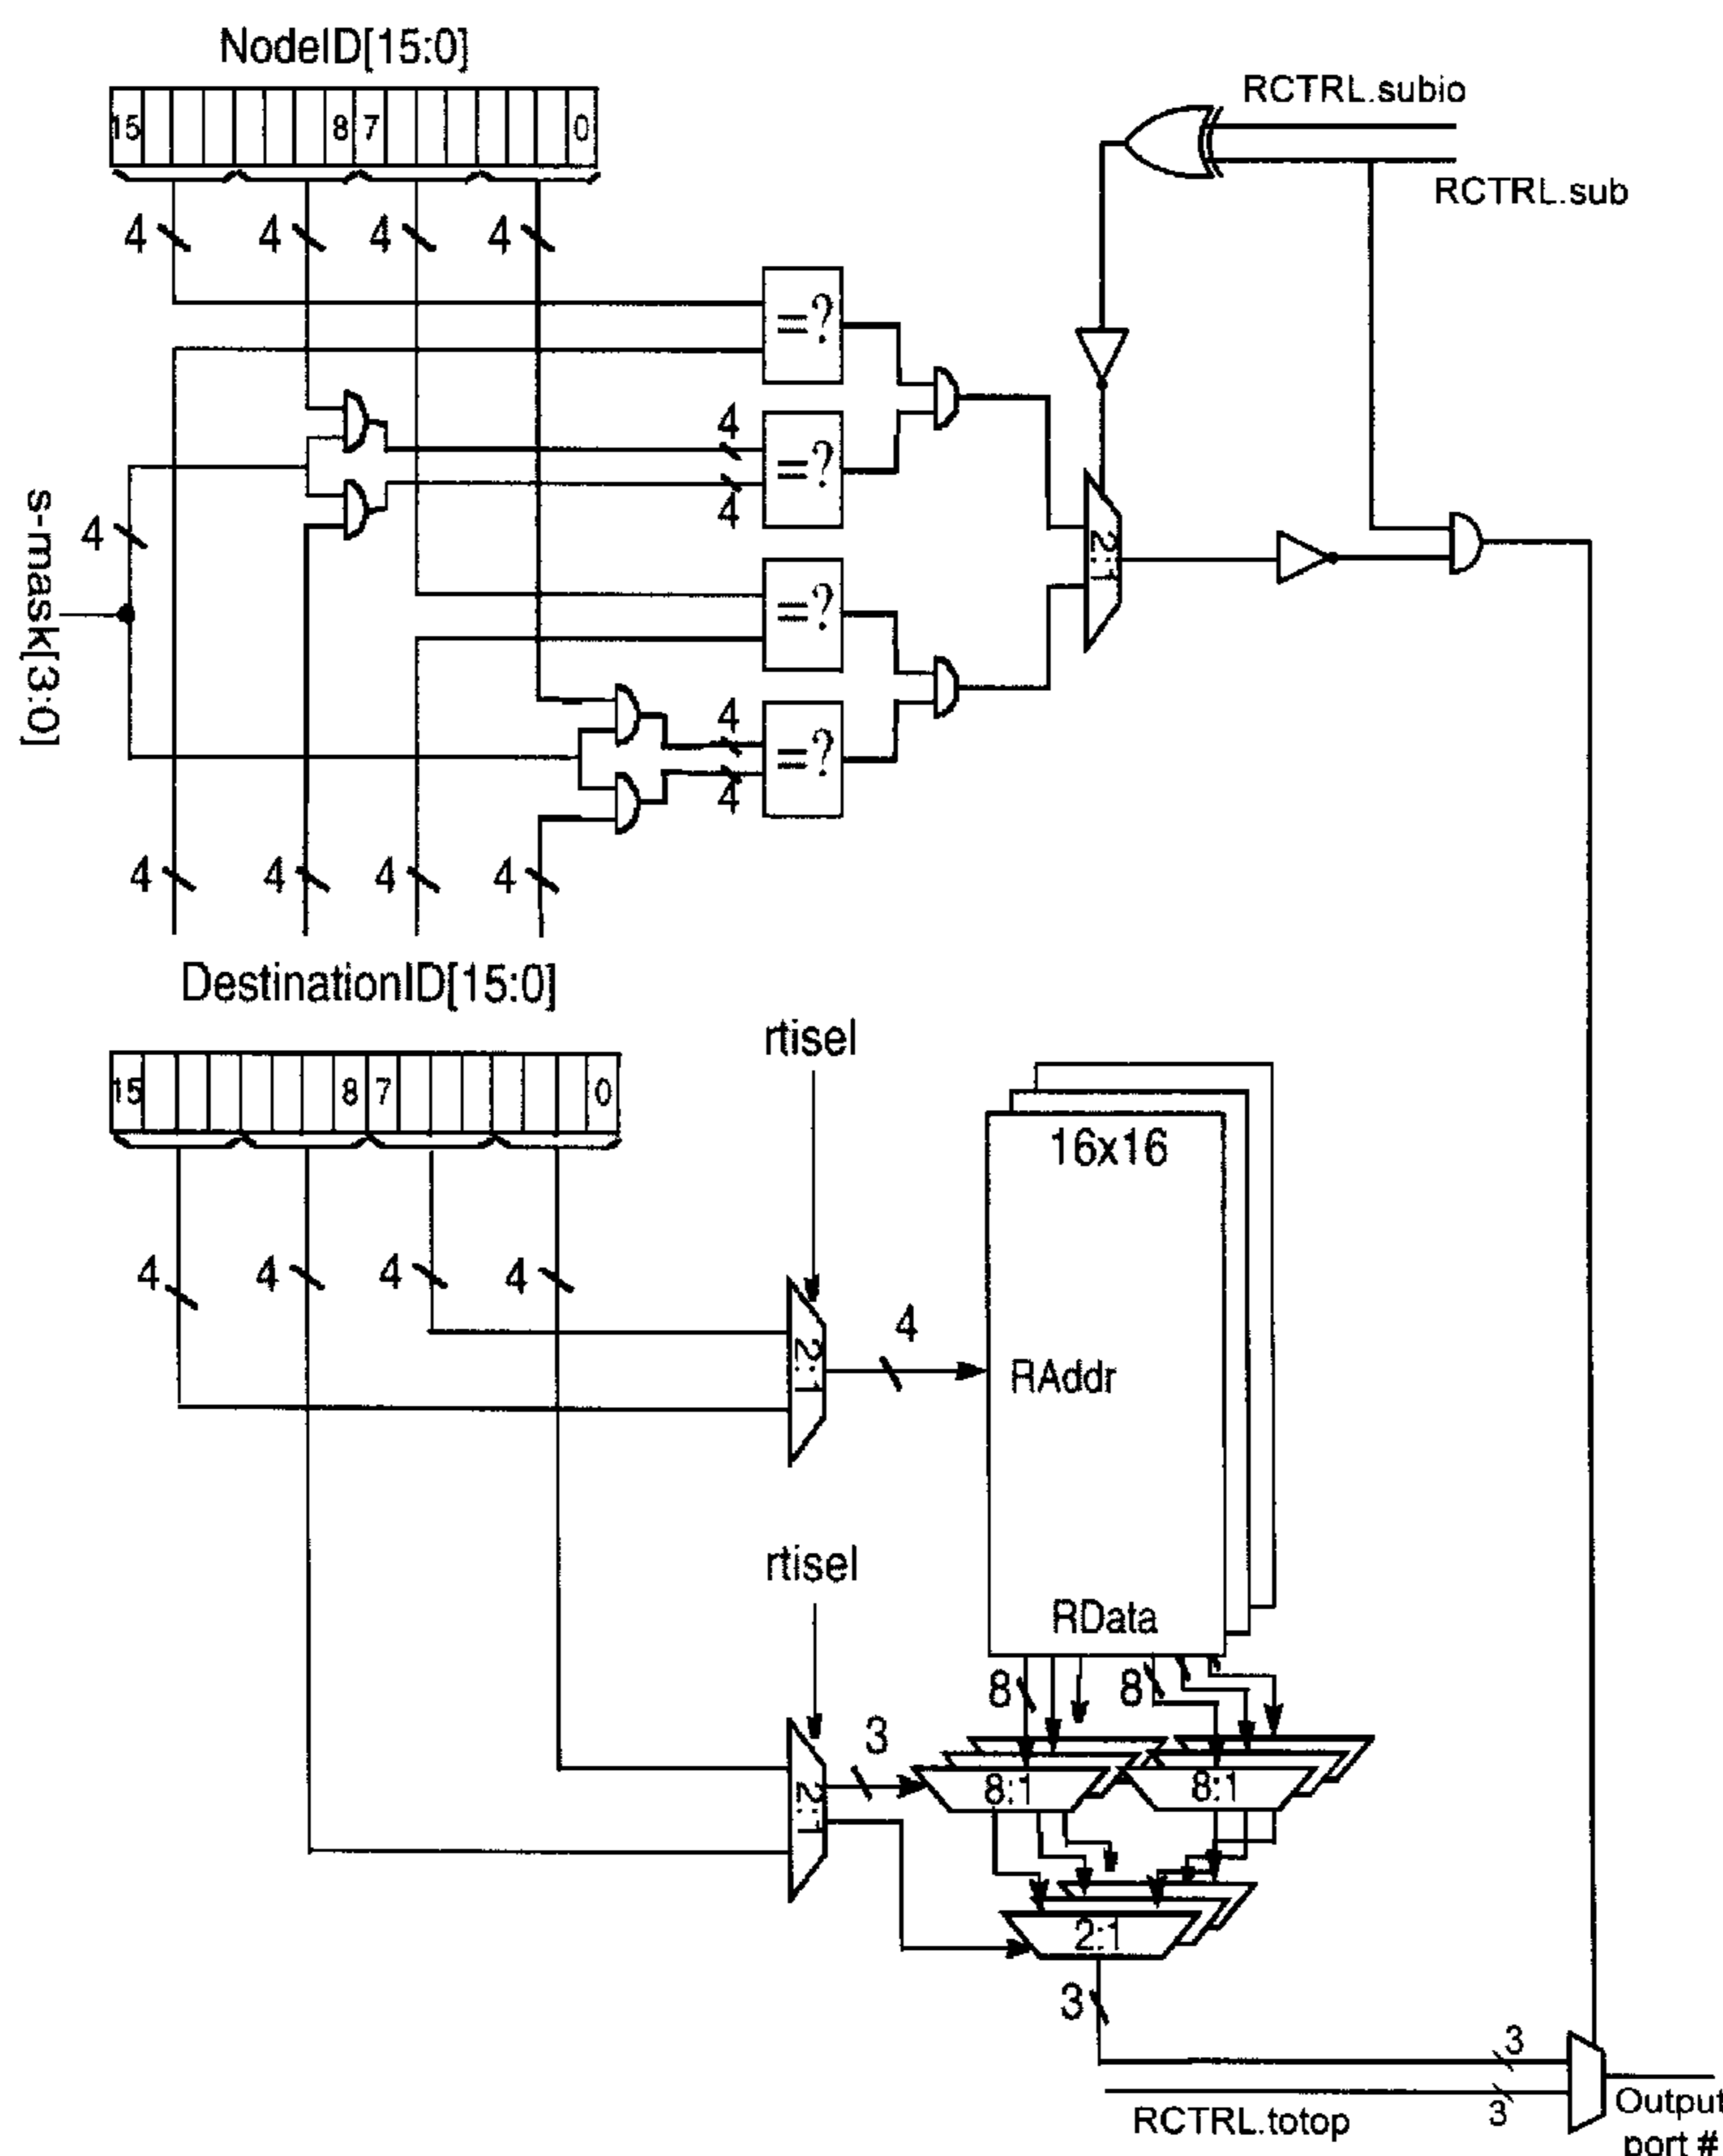 NodeID[15:0]
15 8 7 0
RCTRL.subio
RCTRL.sub
4 4 4 4
=?
4
=?
4
s-mask[3:0]
4
2:1
=?
4
=?
4
4 4 4 4
DestinationID[15:0]
rtisel
15 8 7 0
16x16
4 4 4 4
2:1
4
RAddr
rtisel
RData
8 8
3
2:1
8:1 8:1
2:1
3
3
RCTRL.totop
3
Output
port #